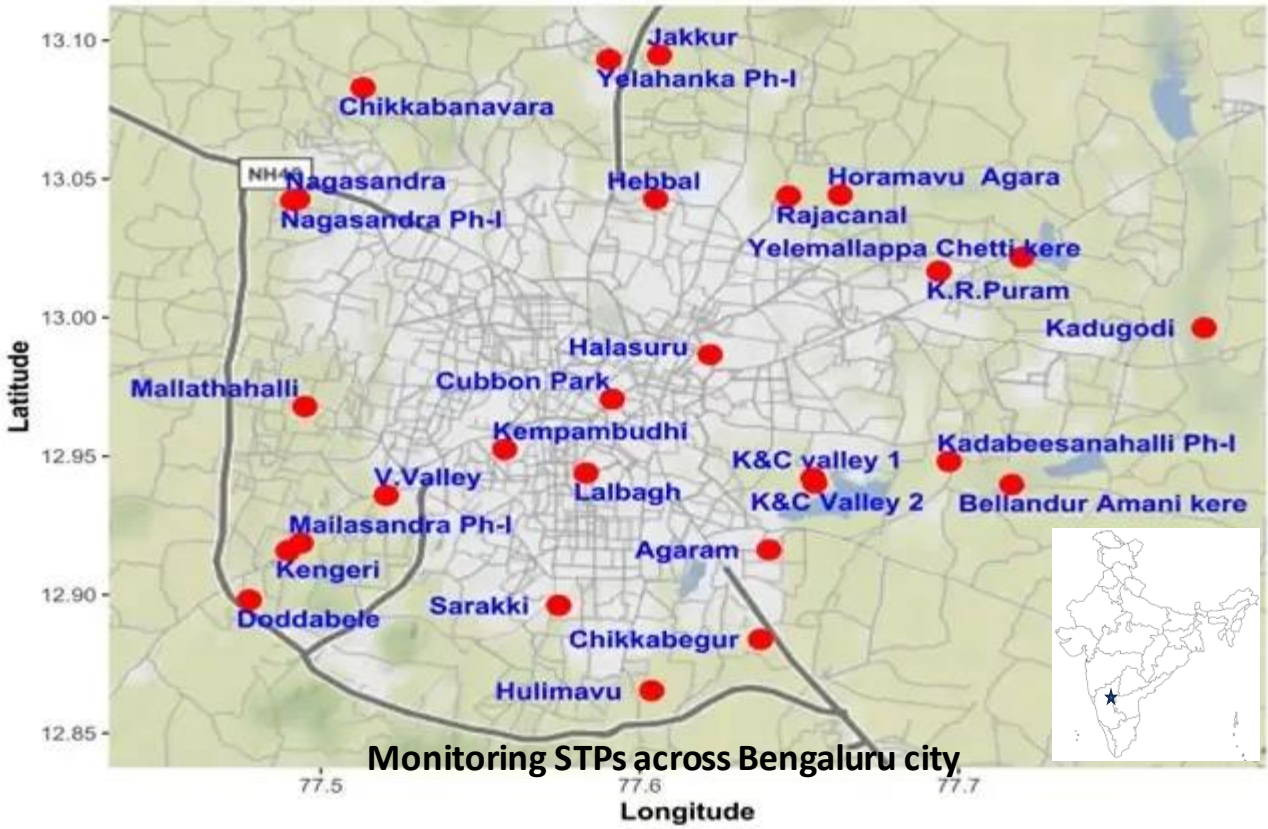 13.10
Jakkur
Yelahanka Ph-I
Chikkabanavara
13.05
NH48
Nagasandra
Hebbal
Horamavu Agara
Nagasandra Ph-I
Rajacanal
Yelemallappa Chetti kere
K.R.Puram
13.00
Kadugodi
Halasuru
Latitude
Cubbon Park
Mallathahalli
Kempambudhi
Kadabeesanahalli Ph-I
12.95
K&C valley 1
V.Valley
Lalbagh
K&C Valley 2
Bellandur Amani kere
Mailasandra Ph-I
Agaram
Kengeri
12.90
Sarakki
Doddabele
Chikkabegur
Hulimavu
12.85
Monitoring STPs across Bengaluru city
77.5
77.6
77.7
Longitude